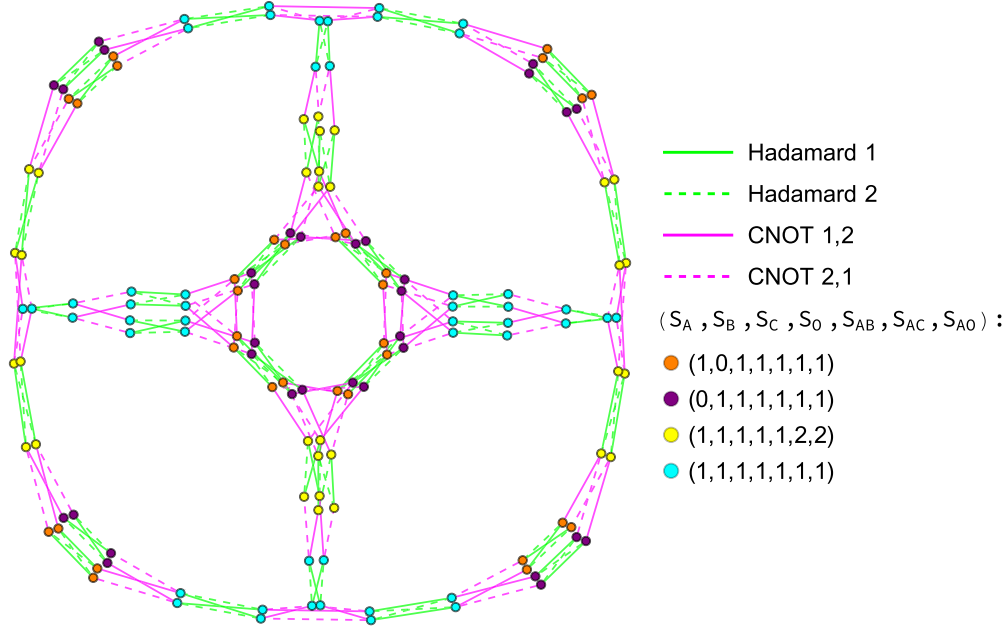 Hadamard 1
Hadamard 2
CNOT 1,2
CNOT 2,1
(S_A ,S_B ,S_C ,S_O ,S_AB ,S_AC ,S_AO) :
(1,0,1,1,1,1,1)
(0,1,1,1,1,1,1)
(1,1,1,1,1,2,2)
(1,1,1,1,1,1,1)